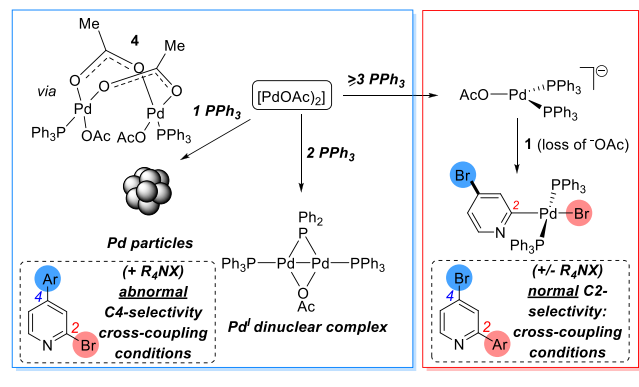 Me
4
Me
O
O
O
O
via
Pd
Pd
Ph3P
OAc
AcO
PPh3
1 PPh3
[PdOAc)2]
≥3 PPh3
2 PPh3
Pd particles
Ph2
P
Ph3P
Pd
Pd
PPh3
O
Ac
PdI dinuclear complex
Ar
4
2
N
Br
(+ R4NX)
abnormal
C4-selectivity
cross-coupling
conditions
⊖
AcO
Pd
PPh3
PPh3
1 (loss of -OAc)
Br
2
N
PPh3
Pd
Br
Ph3P
Br
4
2
N
Ar
(+/- R4NX)
normal C2-
selectivity:
cross-coupling
conditions